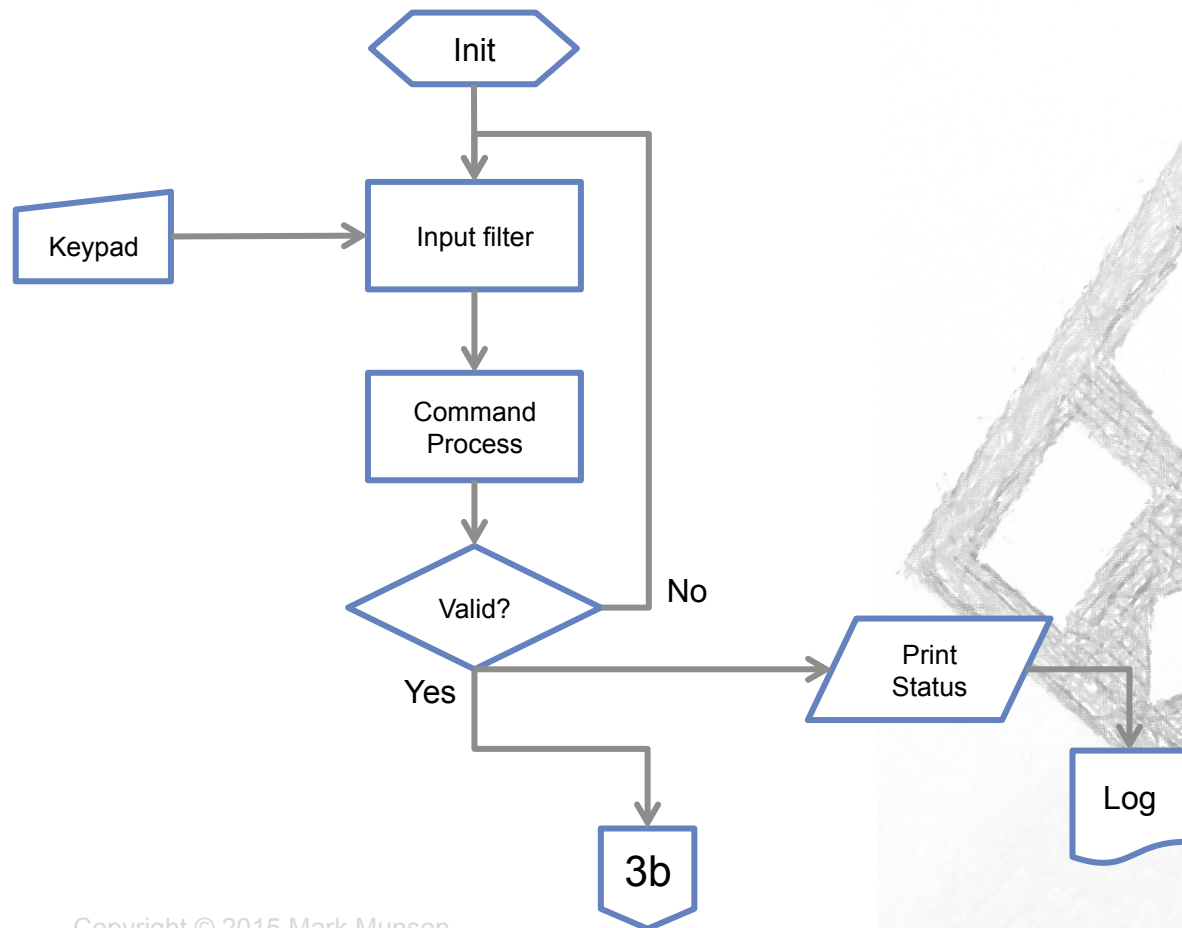 Init
Keypad
Input filter
Command
Process
Valid?
No
Yes
Print
Status
Log
3b
Copyright © 2015 Mark Munson